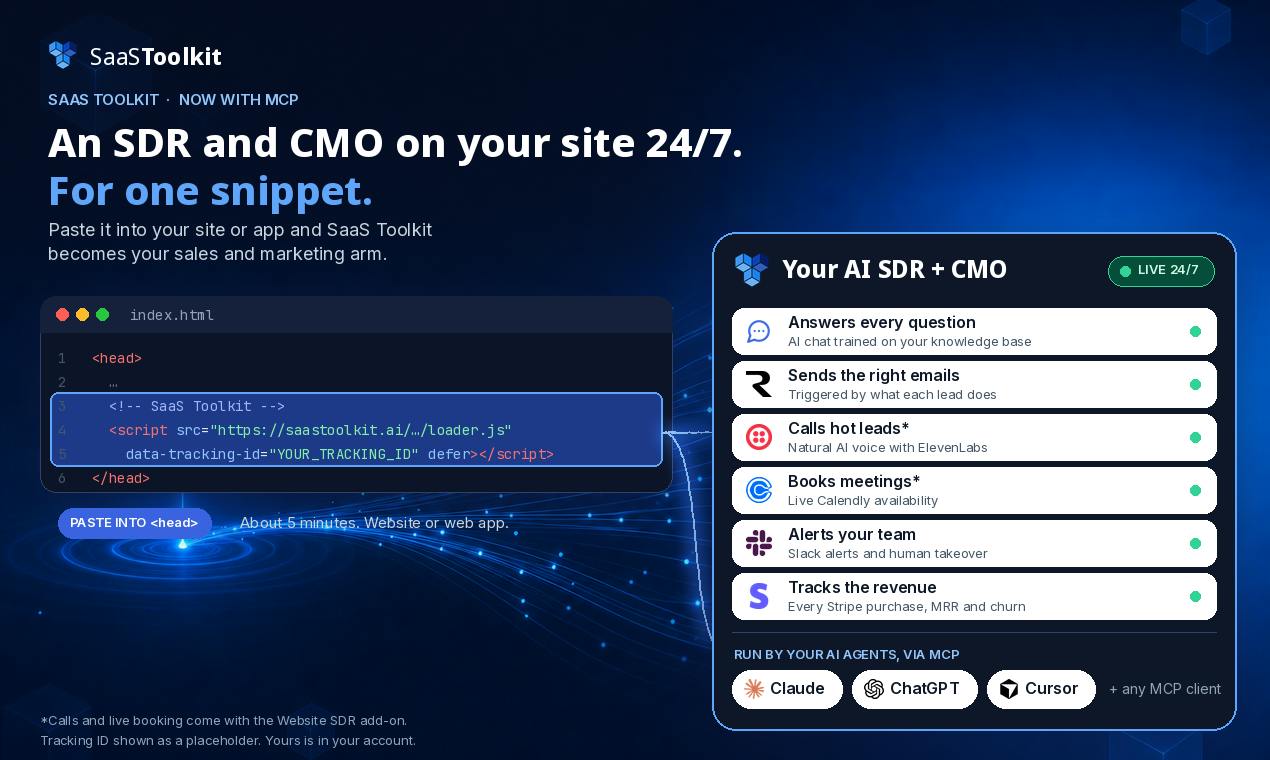 SaaSToolkit
SAAS TOOLKIT · NOW WITH MCP
An SDR and CMO on your site 24/7.
For one snippet.
Paste it into your site or app and SaaS Toolkit
becomes your sales and marketing arm.
index.html
1 <head>
2 …
3 <!-- SaaS Toolkit -->
4 <script src="https://saastoolkit.ai/…/loader.js"
5 data-tracking-id="YOUR_TRACKING_ID" defer></script>
6 </head>
PASTE INTO <head>
About 5 minutes. Website or web app.
Your AI SDR + CMO
LIVE 24/7
Answers every question
AI chat trained on your knowledge base
Sends the right emails
Triggered by what each lead does
Calls hot leads*
Natural AI voice with ElevenLabs
Books meetings*
Live Calendly availability
Alerts your team
Slack alerts and human takeover
Tracks the revenue
Every Stripe purchase, MRR and churn
RUN BY YOUR AI AGENTS, VIA MCP
Claude
ChatGPT
Cursor
+ any MCP client
*Calls and live booking come with the Website SDR add-on.
Tracking ID shown as a placeholder. Yours is in your account.